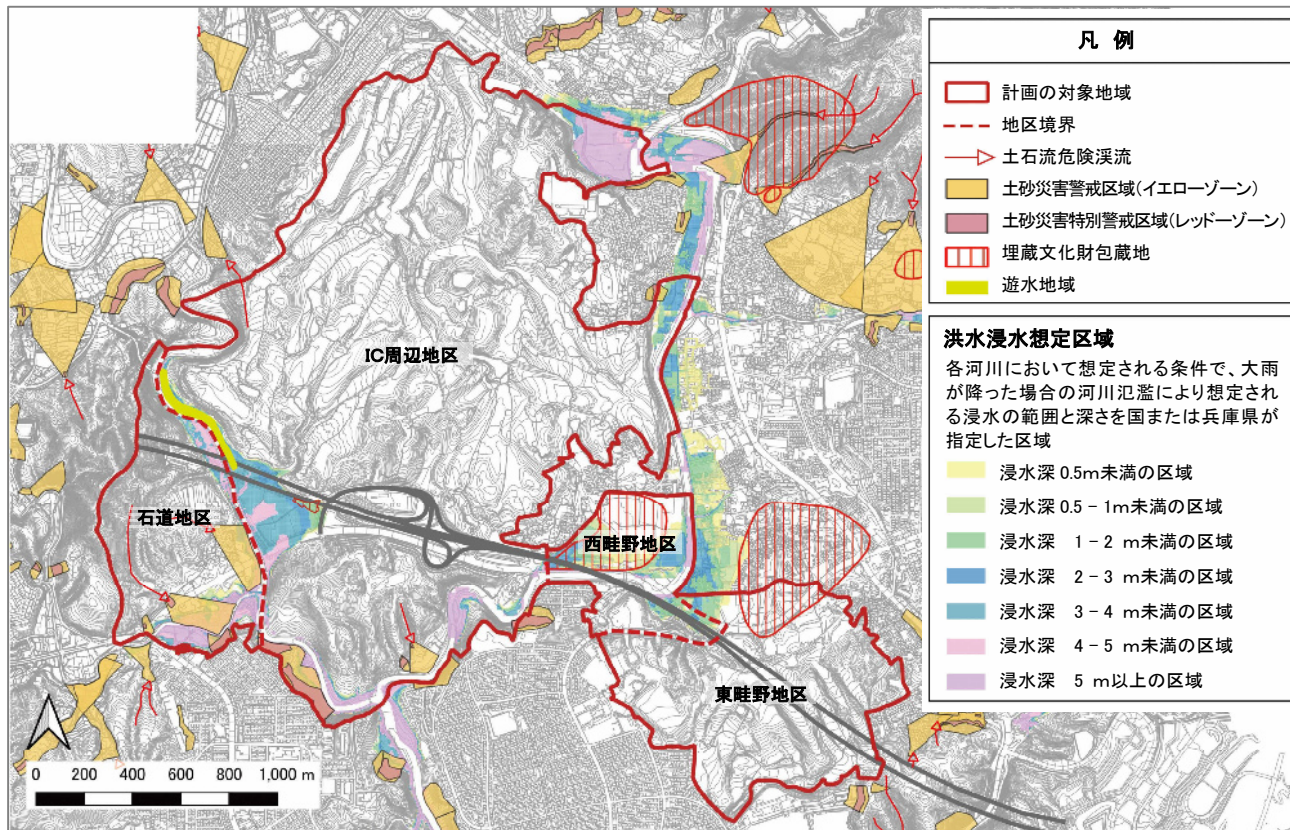 凡 例
計画の対象地域
地区境界
土石流危険渓流
土砂災害警戒区域(イエローゾーン)
土砂災害特別警戒区域(レッドーゾーン)
埋蔵文化財包蔵地
遊水地域
洪水浸水想定区域
各河川において想定される条件で、大雨
が降った場合の河川氾濫により想定され
る浸水の範囲と深さを国または兵庫県が
指定した区域
浸水深 0.5m未満の区域
浸水深 0.5 - 1m未満の区域
浸水深 1 - 2 m未満の区域
浸水深 2 - 3 m未満の区域
浸水深 3 - 4 m未満の区域
浸水深 4 - 5 m未満の区域
浸水深 5 m以上の区域
IC周辺地区
石道地区
西畦野地区
東畦野地区
0 200 400 600 800 1,000 m